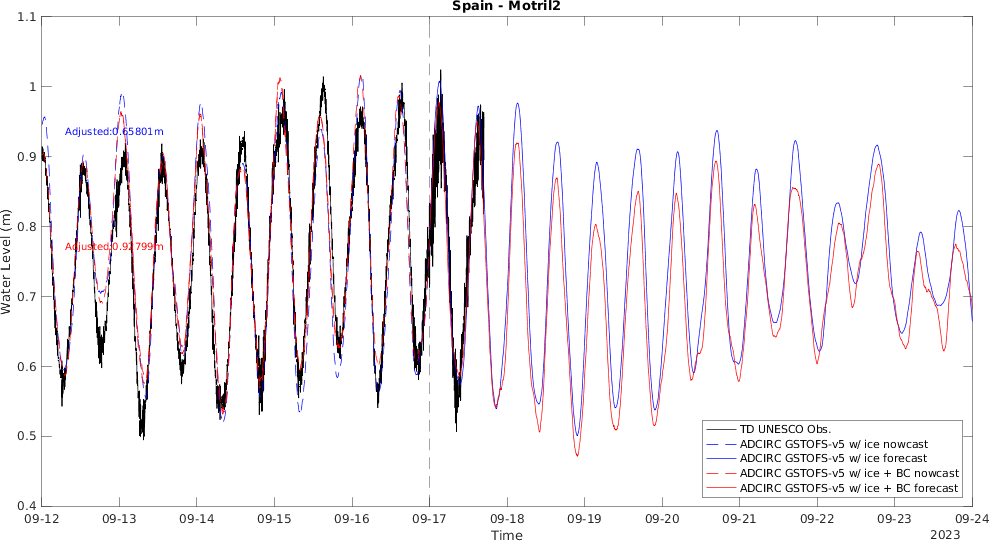 Spain - Motril2
1.1
1
0.9
0.8
0.7
0.6
0.5
0.4
Water Level (m)
Adjusted:0.65801m
Adjusted:0.92799m
TD UNESCO Obs.
ADCIRC GSTOFS-v5 w/ ice nowcast
ADCIRC GSTOFS-v5 w/ ice forecast
ADCIRC GSTOFS-v5 w/ ice + BC nowcast
ADCIRC GSTOFS-v5 w/ ice + BC forecast
09-12 09-13 09-14 09-15 09-16 09-17 09-18 09-19 09-20 09-21 09-22 09-23 09-24
Time
2023